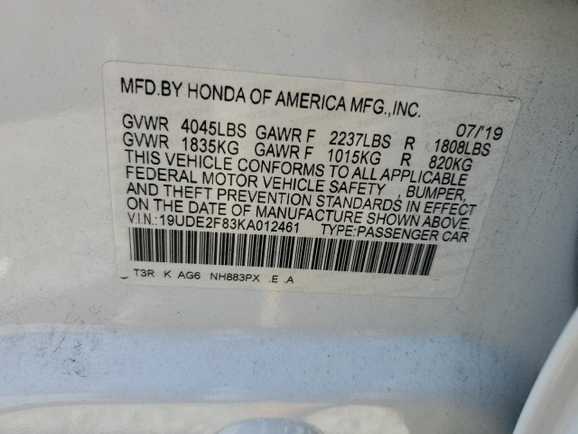 MFD.BY HONDA OF AMERICA MFG.,INC.
07/'19
GVWR 4045LBS GAWR F 2237LBS R 1808LBS
GVWR 1835KG GAWR F 1015KG R 820KG
THIS VEHICLE CONFORMS TO ALL APPLICABLE
FEDERAL MOTOR VEHICLE SAFETY , BUMPER,
AND THEFT PREVENTION STANDARDS IN EFFECT
ON THE DATE OF MANUFACTURE SHOWN ABOVE.
V.I.N.:19UDE2F83KA012461 TYPE:PASSENGER CAR
T3R K AG6 NH883PX .E .A